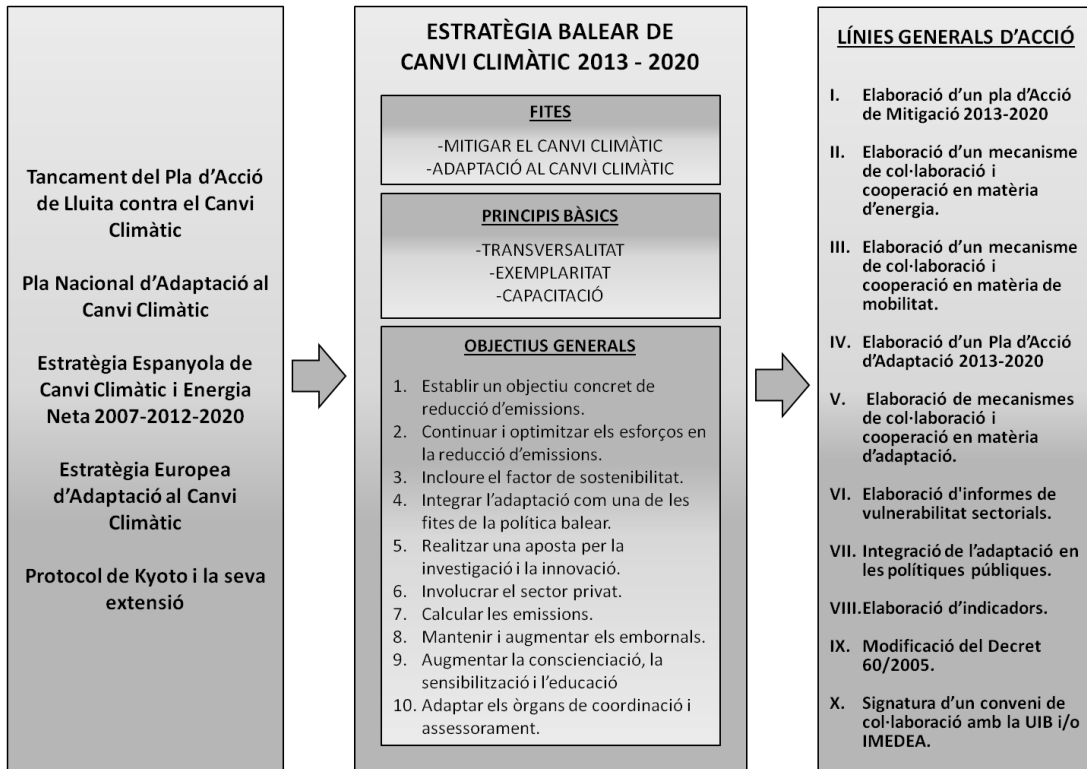 Tancament del Pla d’Acció
de Lluita contra el Canvi
Climàtic
Pla Nacional d’Adaptació al
Canvi Climàtic
Estratègia Espanyola de
Canvi Climàtic i Energia
Neta 2007-2012-2020
Estratègia Europea
d’Adaptació al Canvi
Climàtic
Protocol de Kyoto i la seva
extensió
ESTRATÈGIA BALEAR DE
CANVI CLIMÀTIC 2013 - 2020
FITES
-MITIGAR EL CANVI CLIMÀTIC
-ADAPTACIÓ AL CANVI CLIMÀTIC
PRINCIPIS BÀSICS
-TRANSVERSALITAT
-EXEMPLARITAT
-CAPACITACIÓ
OBJECTIUS GENERALS
1. Establir un objectiu concret de
reducció d’emissions.
2. Continuar i optimitzar els esforços en
la reducció d’emissions.
3. Incloure el factor de sostenibilitat.
4. Integrar l’adaptació com una de les
fites de la política balear.
5. Realitzar una aposta per la
investigació i la innovació.
6. Involucrar el sector privat.
7. Calcular les emissions.
8. Mantenir i augmentar els embornals.
9. Augmentar la conscienciació, la
sensibilització i l’educació
10. Adaptar els òrgans de coordinació i
assessorament.
LÍNIES GENERALS D’ACCIÓ
I. Elaboració d’un pla d’Acció
de Mitigació 2013-2020
II. Elaboració d’un mecanisme
de col·laboració i
cooperació en matèria
d’energia.
III. Elaboració d’un mecanisme
de col·laboració i
cooperació en matèria de
mobilitat.
IV. Elaboració d’un Pla d’Acció
d’Adaptació 2013-2020
V. Elaboració de mecanismes
de col·laboració i
cooperació en matèria
d’adaptació.
VI. Elaboració d'informes de
vulnerabilitat sectorials.
VII. Integració de l’adaptació en
les polítiques públiques.
VIII. Elaboració d’indicadors.
IX. Modificació del Decret
60/2005.
X. Signatura d’un conveni de
col·laboració amb la UIB i/o
IMEDEA.